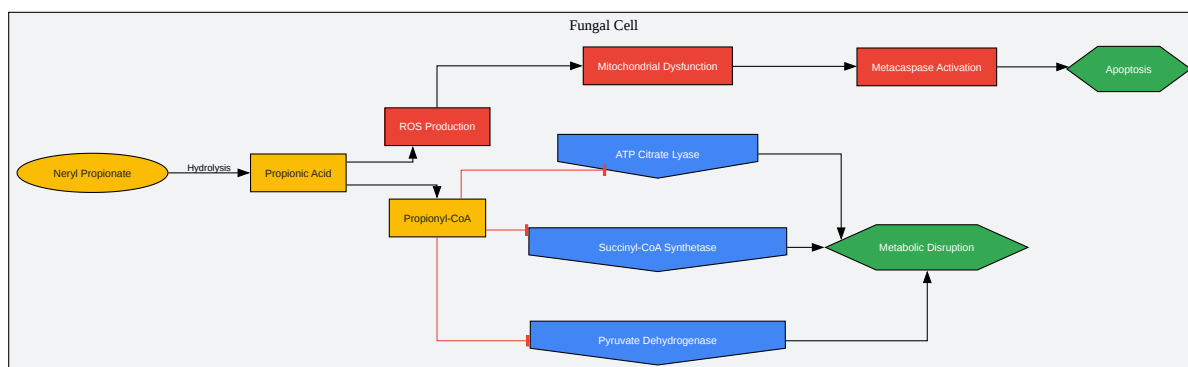 Fungal Cell
Mitochondrial Dysfunction
Metacaspase Activation
Apoptosis
ROS Production
ATP Citrate Lyase
Neryl Propionate
Hydrolysis
Propionic Acid
Propionyl-CoA
Succinyl-CoA Synthetase
Metabolic Disruption
Pyruvate Dehydrogenase